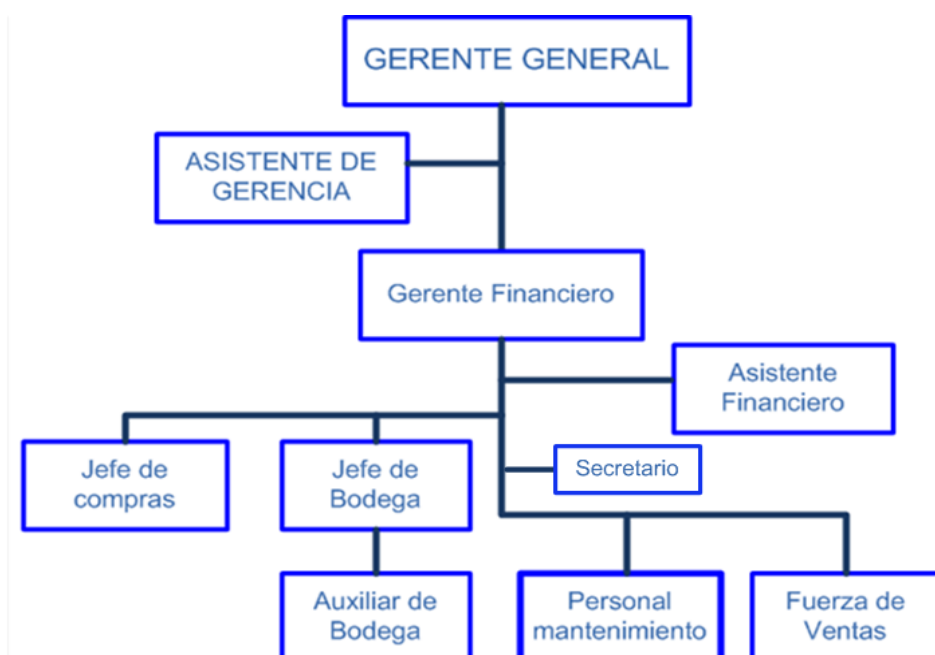 GERENTE GENERAL
ASISTENTE DE
GERENCIA
Gerente Financiero
Asistente
Financiero
Jefe de
compras
Jefe de
Bodega
Secretario
Auxiliar de
Bodega
Personal
mantenimiento
Fuerza de
Ventas